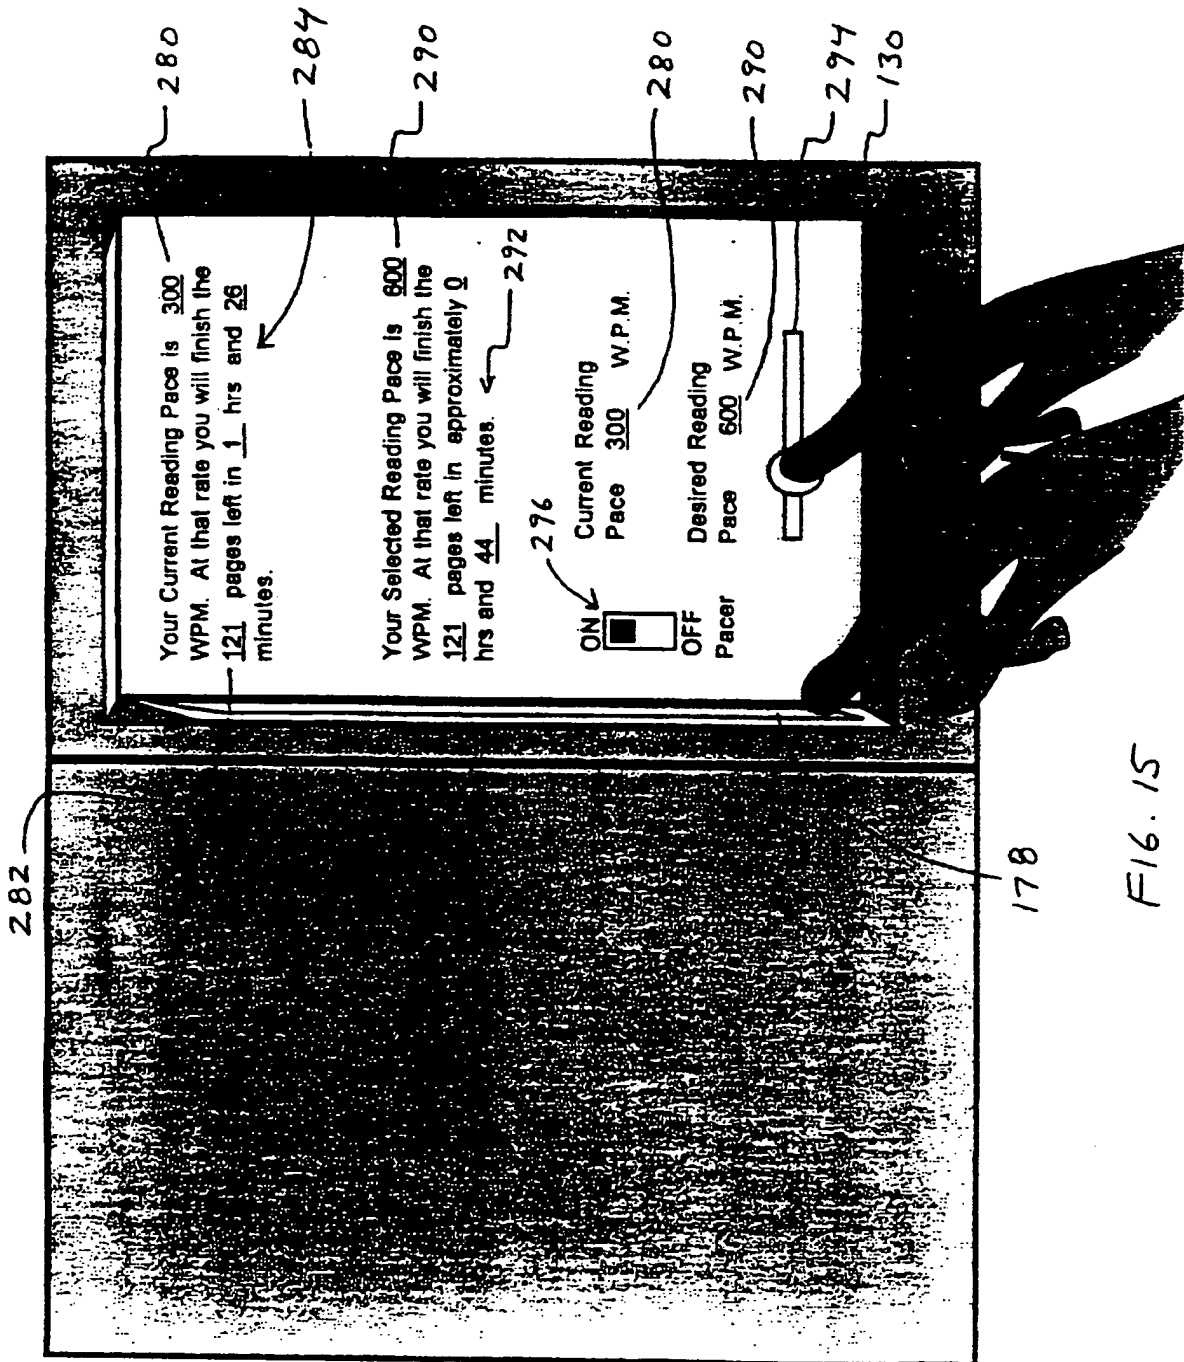 282
280
284
290
292
280
290
294
130
296
178
Your Current Reading Pace is 300
WPM. At that rate you will finish the
121 pages left in 1 hrs and 26
minutes.
Your Selected Reading Pace is 600
WPM. At that rate you will finish the
121 pages left in approximately 0
hrs and 44 minutes.
ON
OFF
Pacer
Current Reading
Pace 300 W.P.M.
Desired Reading
Pace 600 W.P.M.
FIG. 15